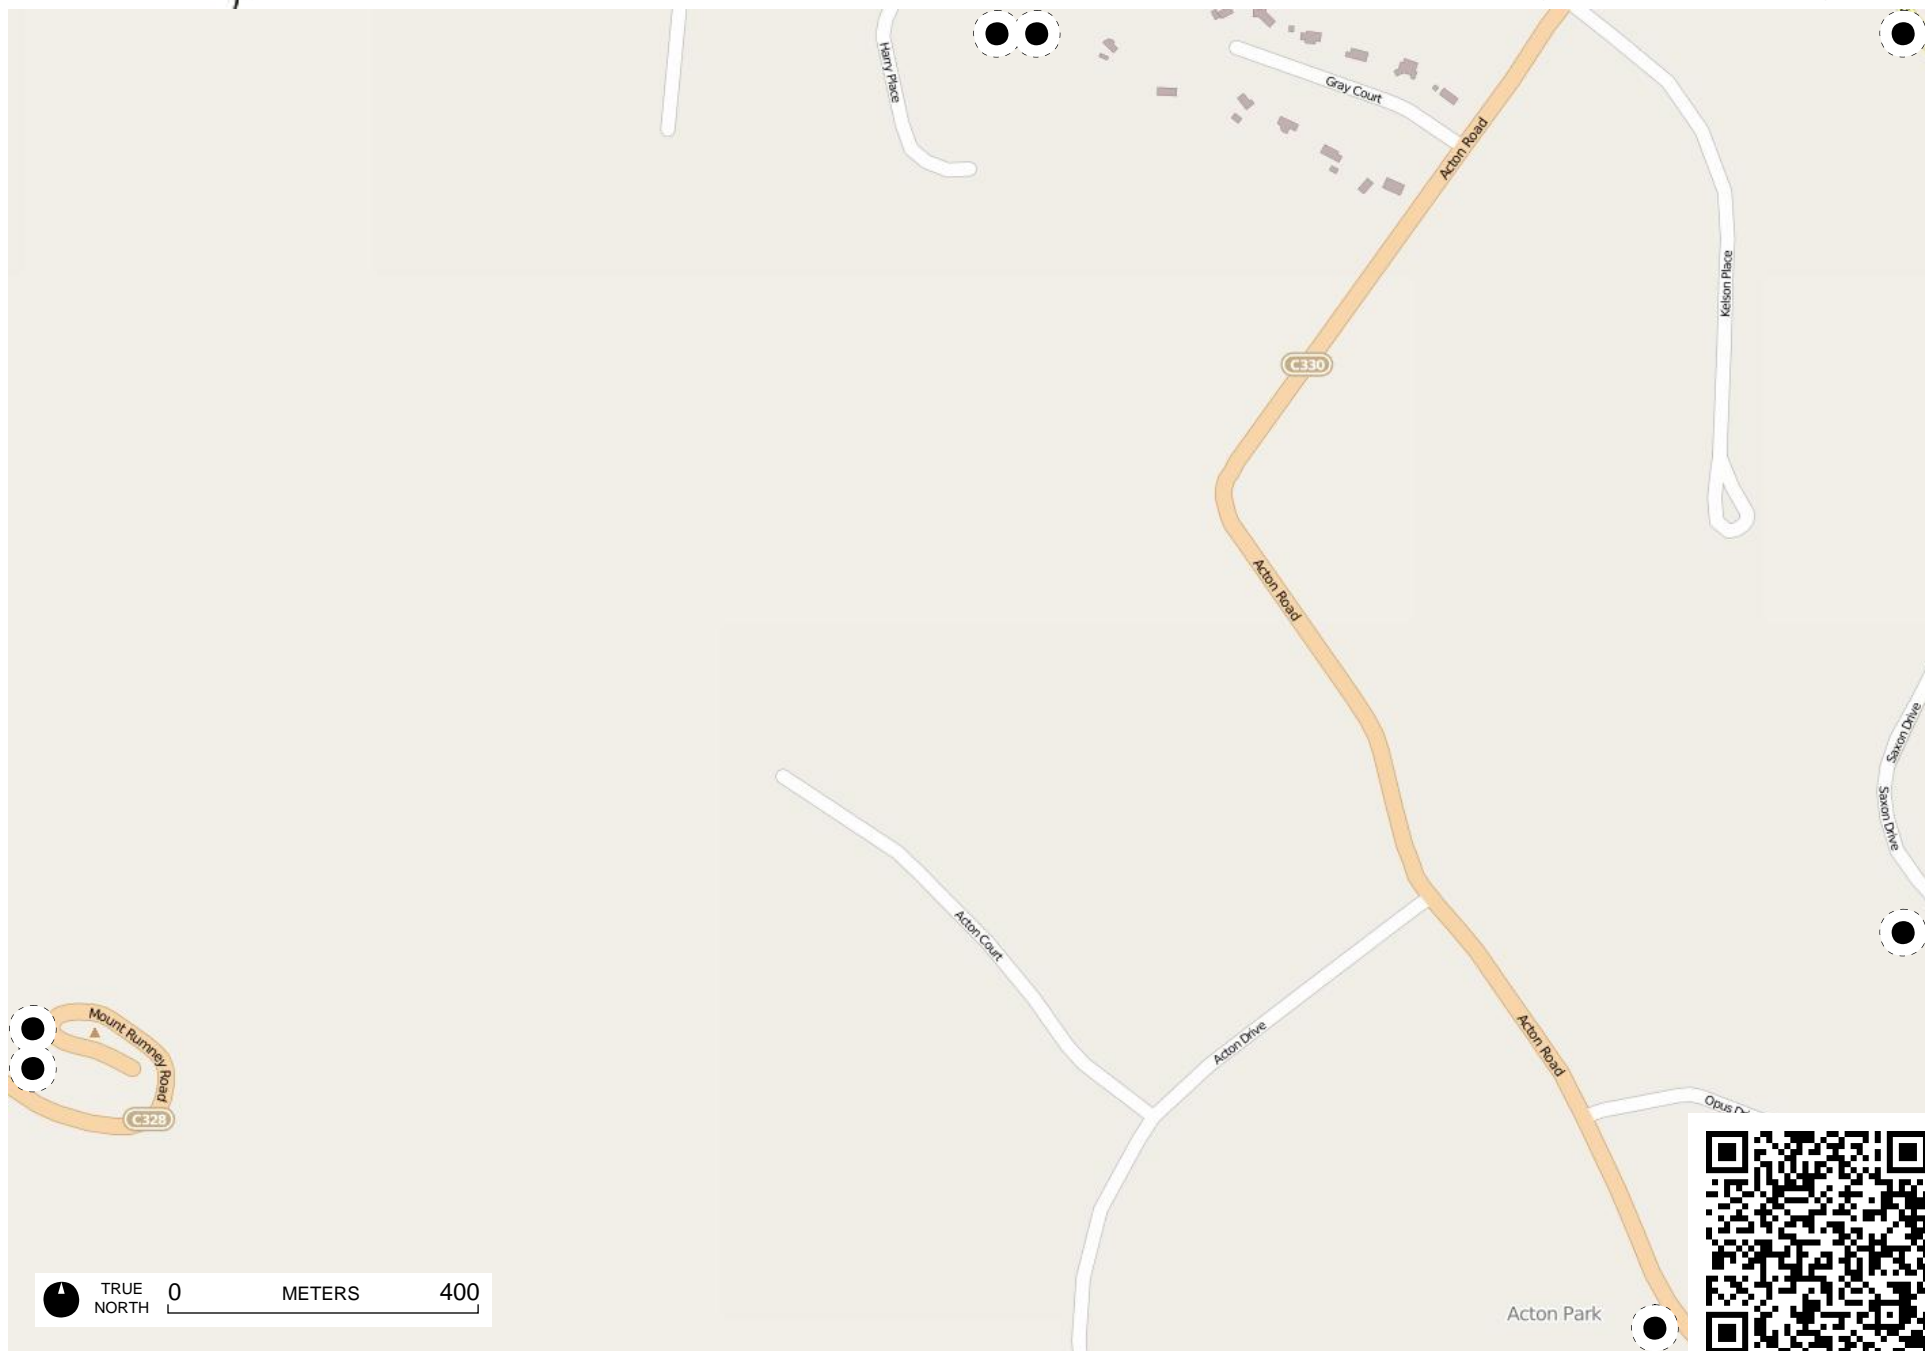 Harry Place
Gray Court
Acton Road
Kelson Place
C330
Acton Road
Saxon Drive
Saxon Drive
Acton Court
Mount Rumney Road
Acton Drive
Acton Road
C328
Opus
TRUE
NORTH
0 METERS 400
Acton Park